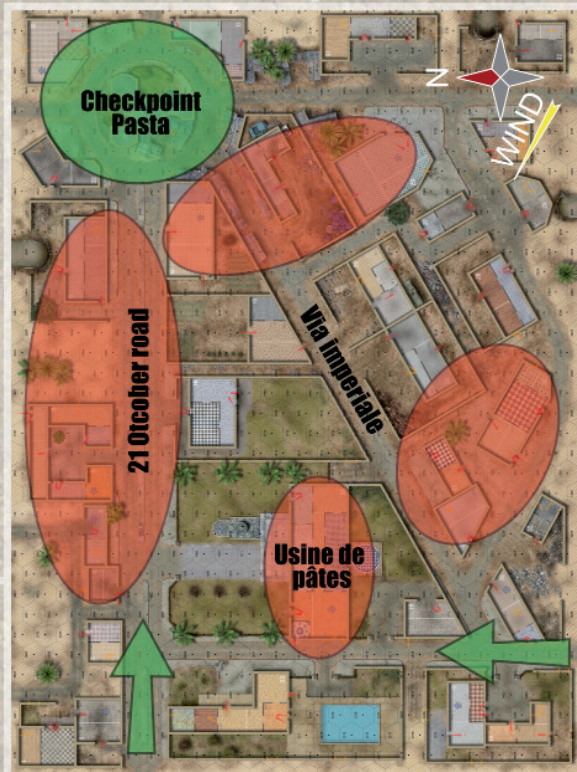 Checkpoint
Pasta
N
WIND
21 Otcober road
Via imperiale
Usine de
pâtes